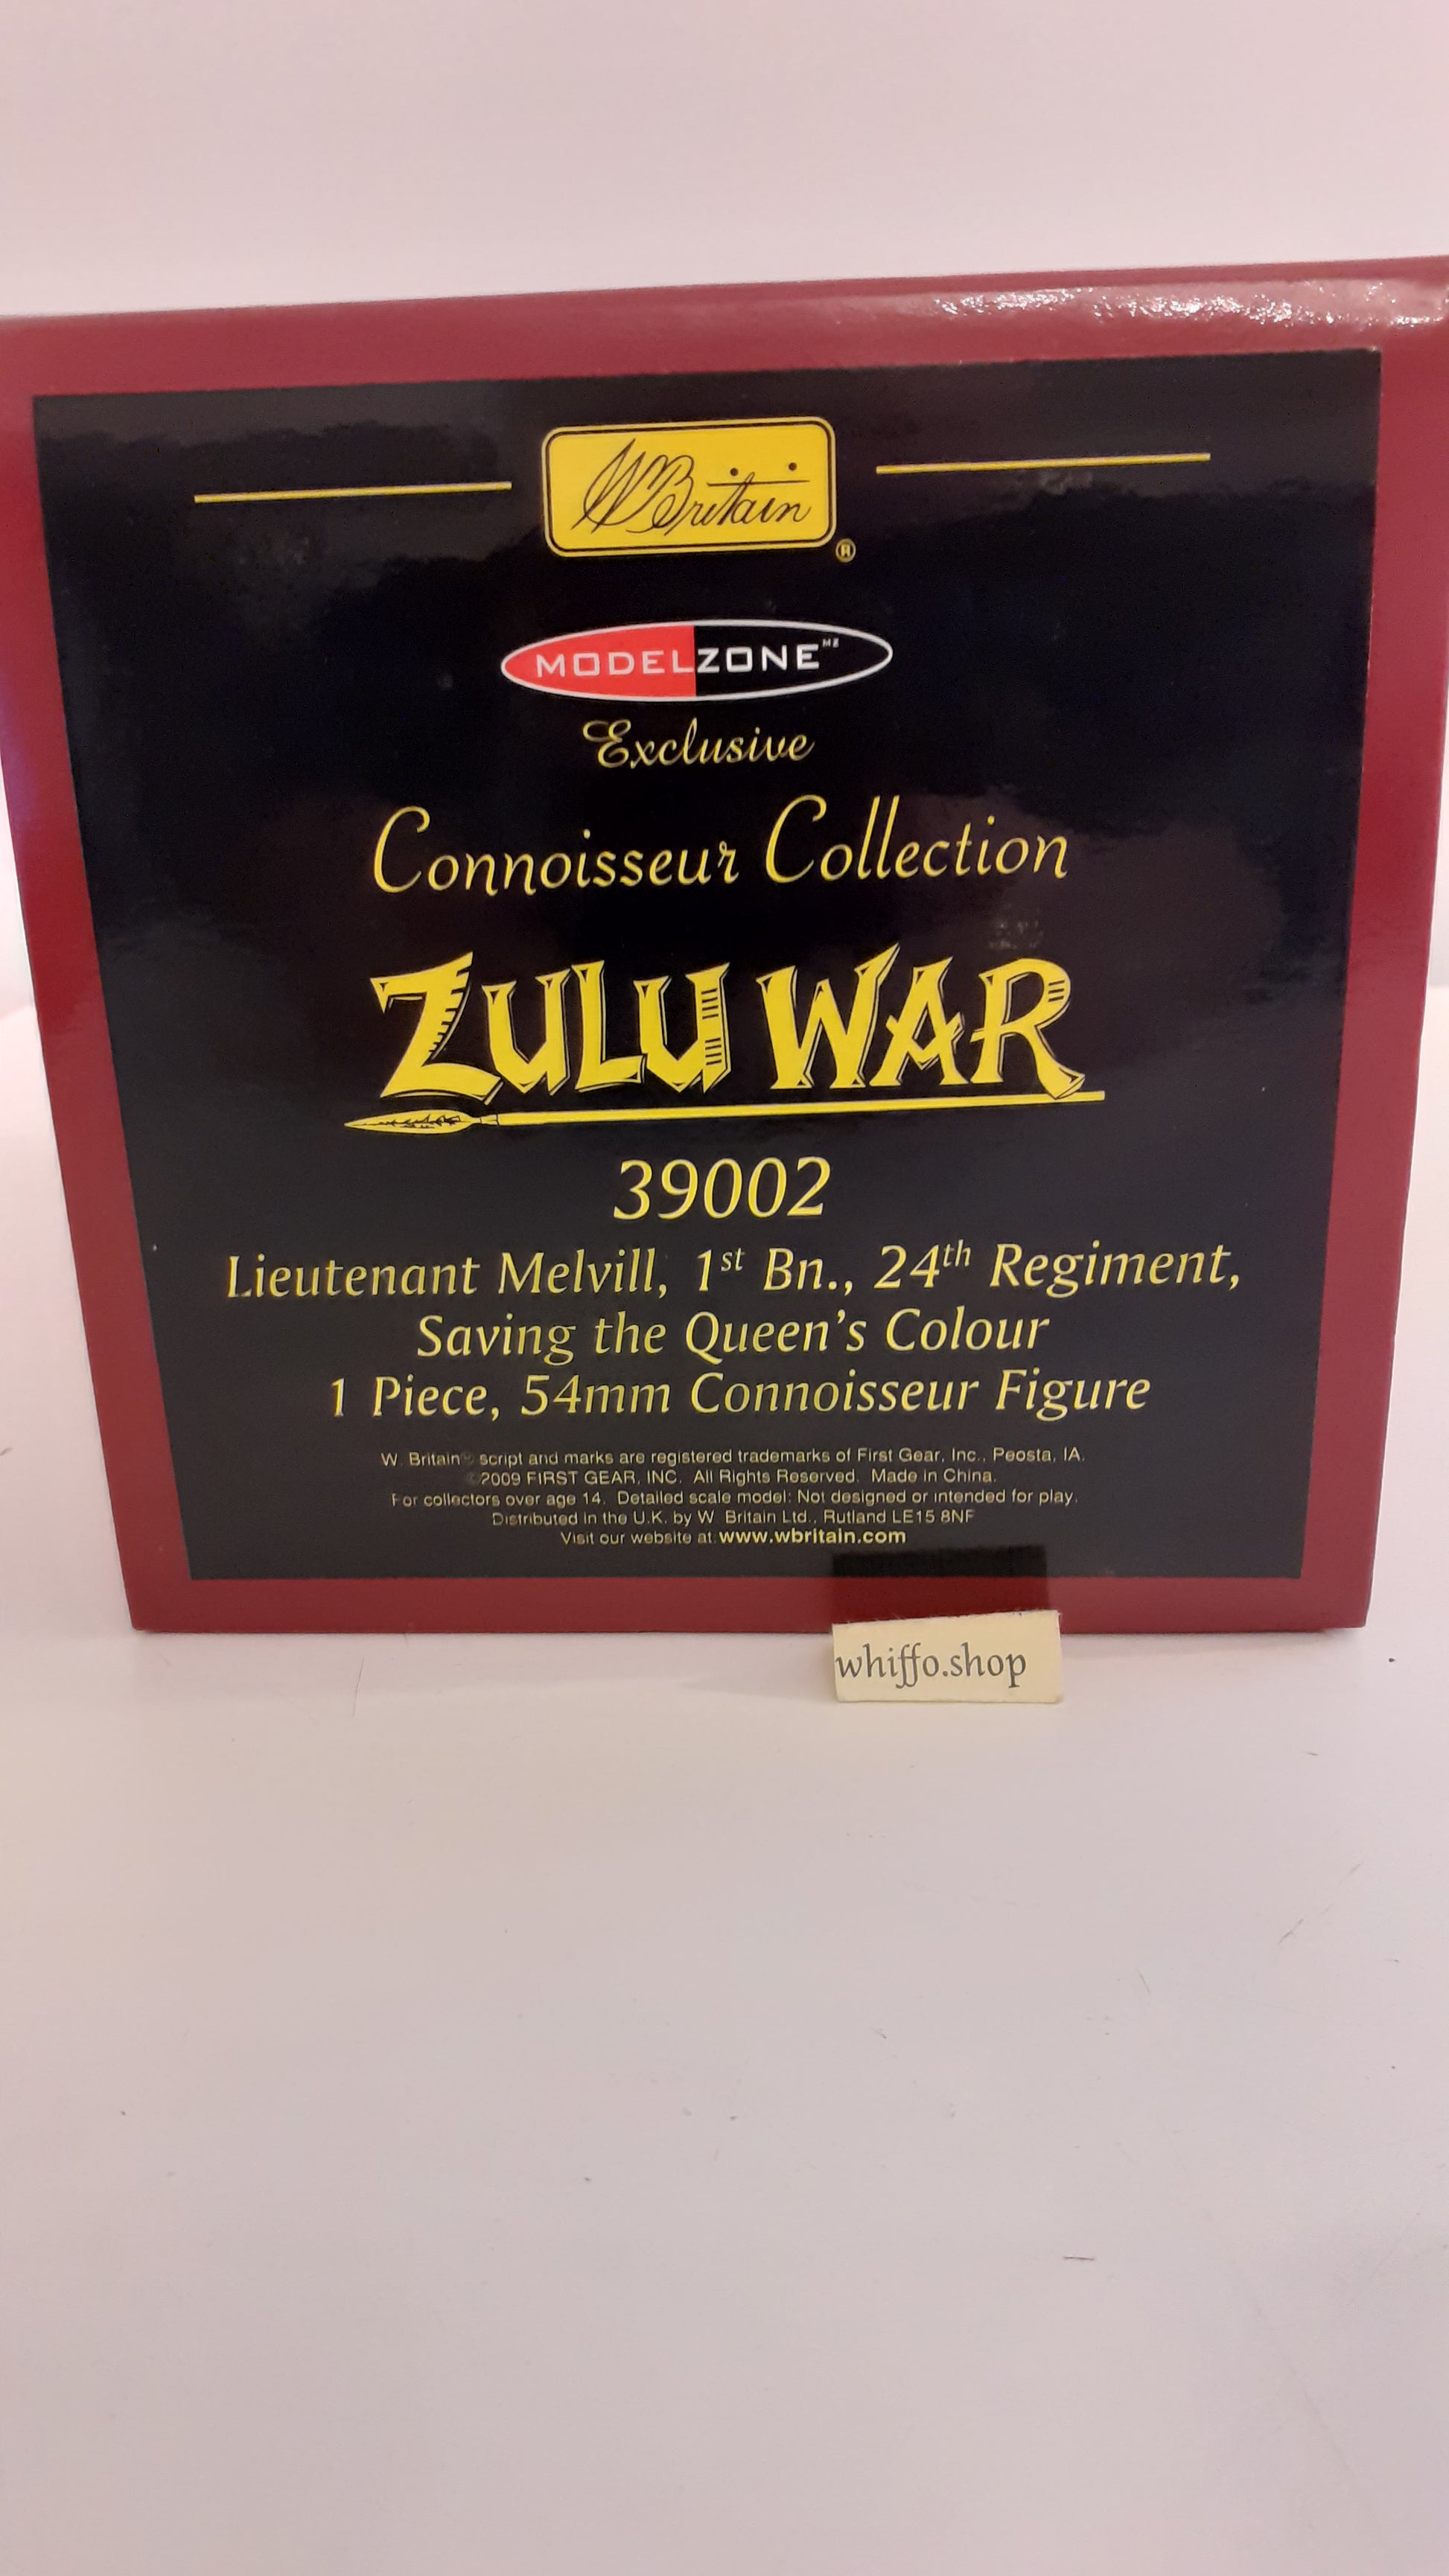 W Britain
®
MODELZONE MZ
Exclusive
Connoisseur Collection
ZULU WAR
39002
Lieutenant Melvill, 1st Bn., 24th Regiment,
Saving the Queen's Colour
1 Piece, 54mm Connoisseur Figure
W. Britain® script and marks are registered trademarks of First Gear, Inc., Peosta, IA.
©2009 FIRST GEAR, INC. All Rights Reserved. Made in China.
For collectors over age 14. Detailed scale model: Not designed or intended for play.
Distributed in the U.K. by W. Britain Ltd., Rutland LE15 8NF
Visit our website at www.wbritain.com
whiffo.shop